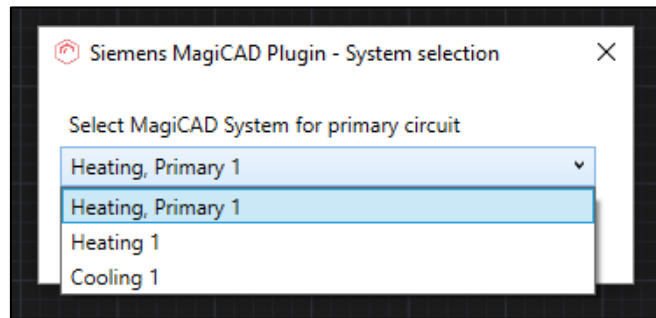 Siemens MagiCAD Plugin - System selection
Select MagiCAD System for primary circuit
Heating, Primary 1
Heating, Primary 1
Heating 1
Cooling 1